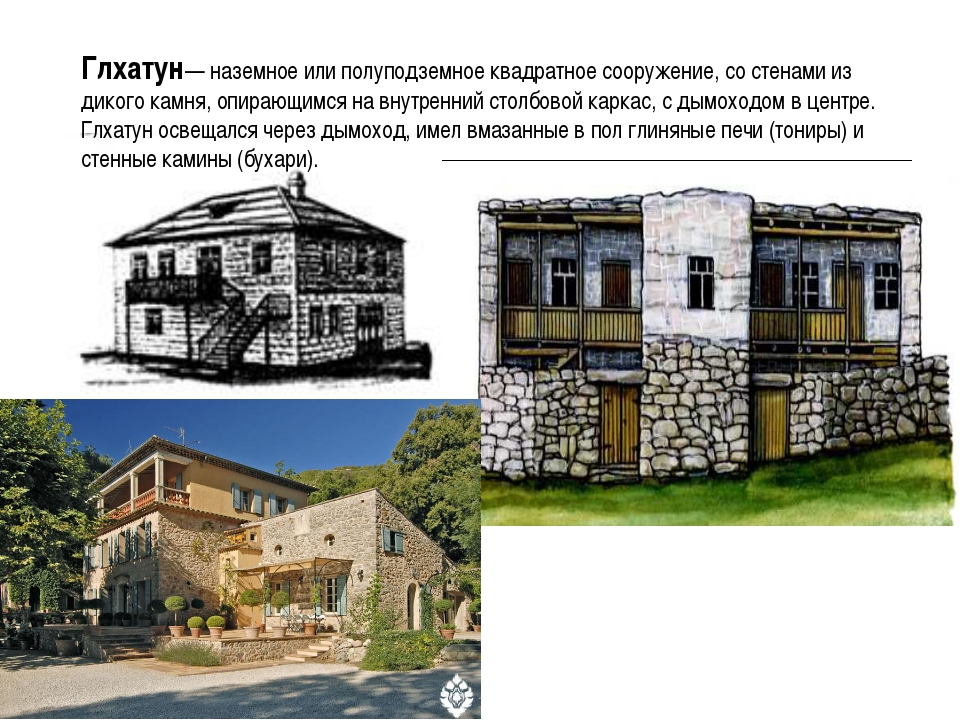 Глхатун— наземное или полуподземное квадратное сооружение, со стенами из
дикого камня, опирающимся на внутренний столбовой каркас, с дымоходом в центре.
Глхатун освещался через дымоход, имел вмазанные в пол глиняные печи (тониры) и
стенные камины (бухари).